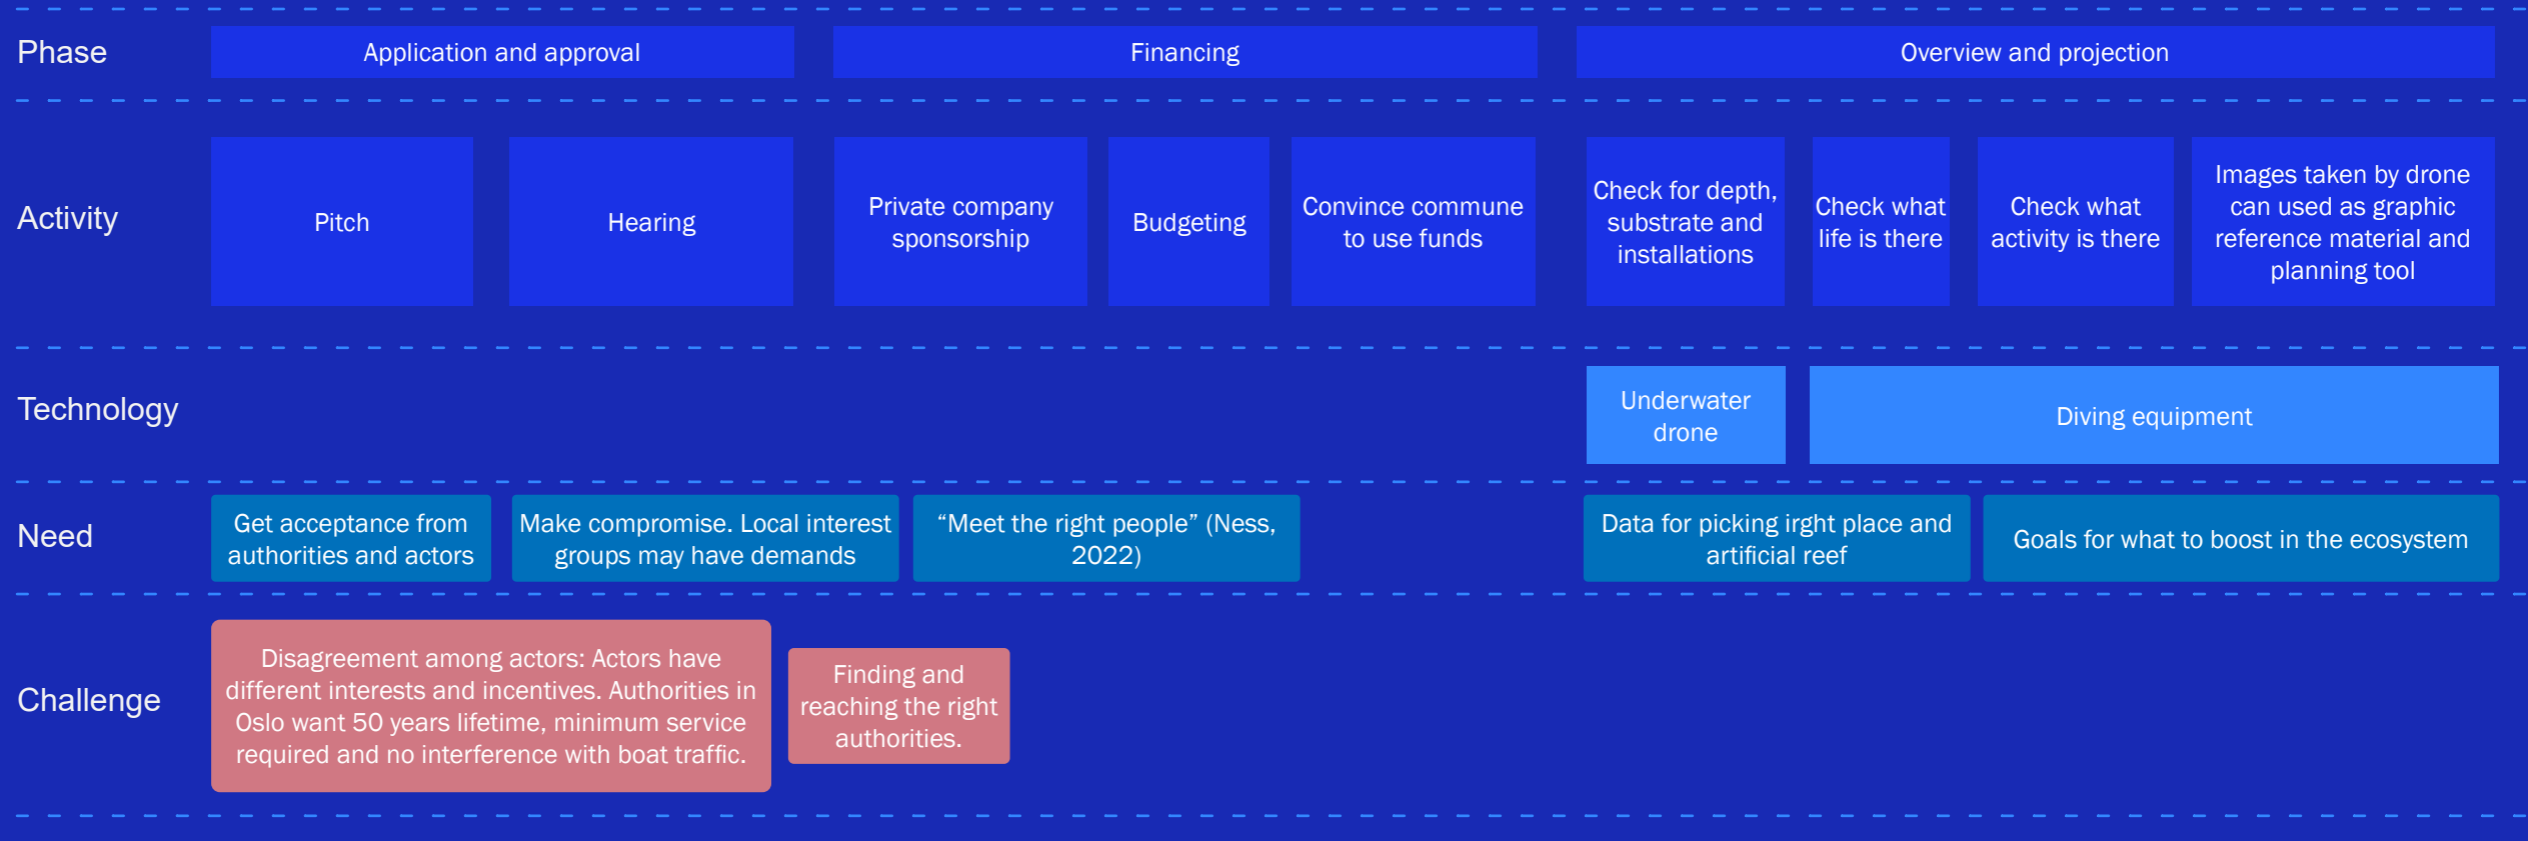 Phase
Application and approval
Financing
Overview and projection
Activity
Pitch
Hearing
Private company
sponsorship
Budgeting
Convince commune
to use funds
Check for depth,
substrate and
installations
Check what
life is there
Check what
activity is there
Images taken by drone
can used as graphic
reference material and
planning tool
Technology
Underwater
drone
Diving equipment
Need
Get acceptance from
authorities and actors
Make compromise. Local interest
groups may have demands
“Meet the right people” (Ness,
2022)
Data for picking irght place and
artificial reef
Goals for what to boost in the ecosystem
Challenge
Disagreement among actors: Actors have
different interests and incentives. Authorities in
Oslo want 50 years lifetime, minimum service
required and no interference with boat traffic.
Finding and
reaching the right
authorities.